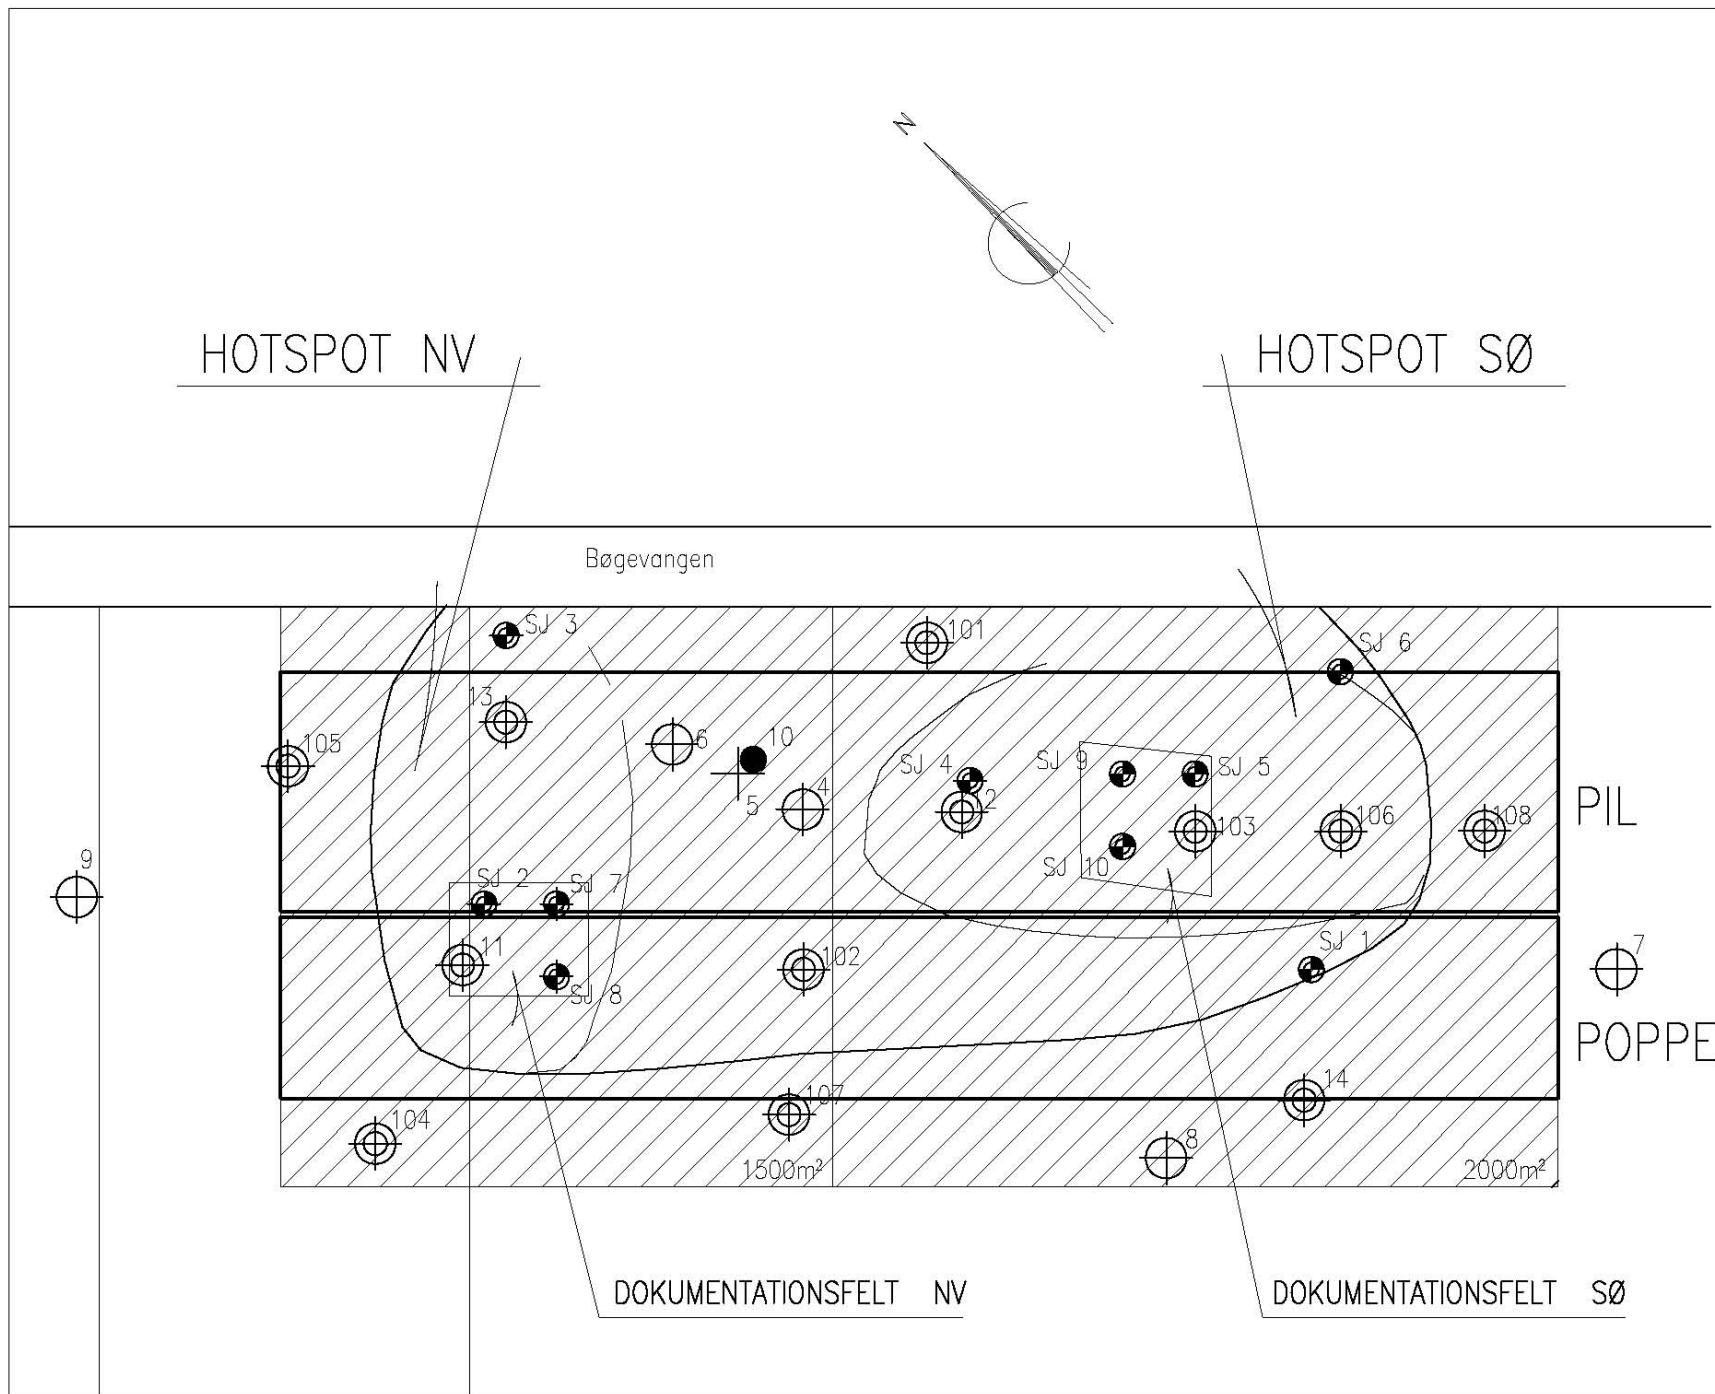 N
HOTSPOT NV
HOTSPOT SØ
Bøgevangen
SJ 3
101
SJ 6
13
105
6
10
5
4
SJ 4
12
SJ 9
SJ 5
103
SJ 10
106
108
PIL
9
SJ 2
SJ 7
11
SJ 8
102
SJ 1
7
POPPE
104
107
14
8
1500m²
2000m²
DOKUMENTATIONSFELT NV
DOKUMENTATIONSFELT SØ